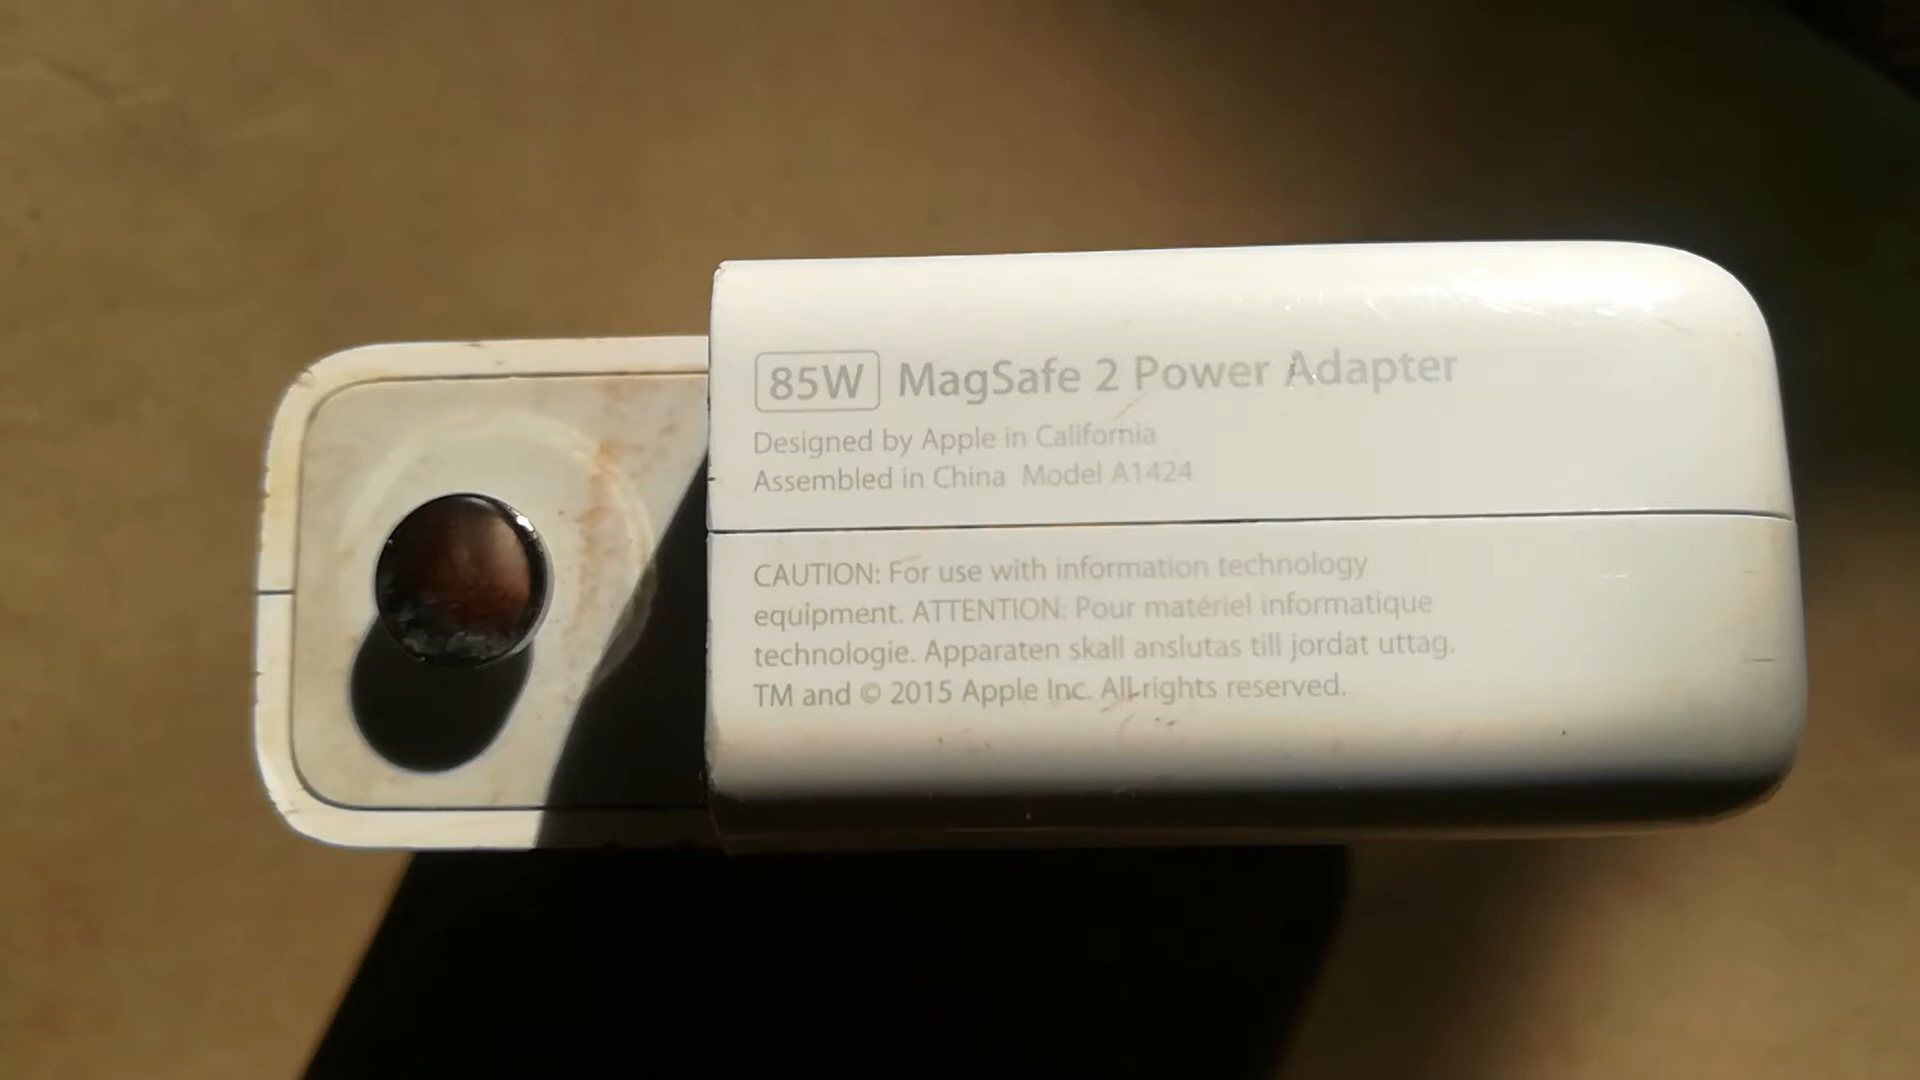 85W MagSafe 2 Power Adapter
Designed by Apple in California
Assembled in China Model A1424
CAUTION: For use with information technology
equipment. ATTENTION: Pour matériel informatique
technologie. Apparaten skall anslutas till jordat uttag.
TM and © 2015 Apple Inc. All rights reserved.